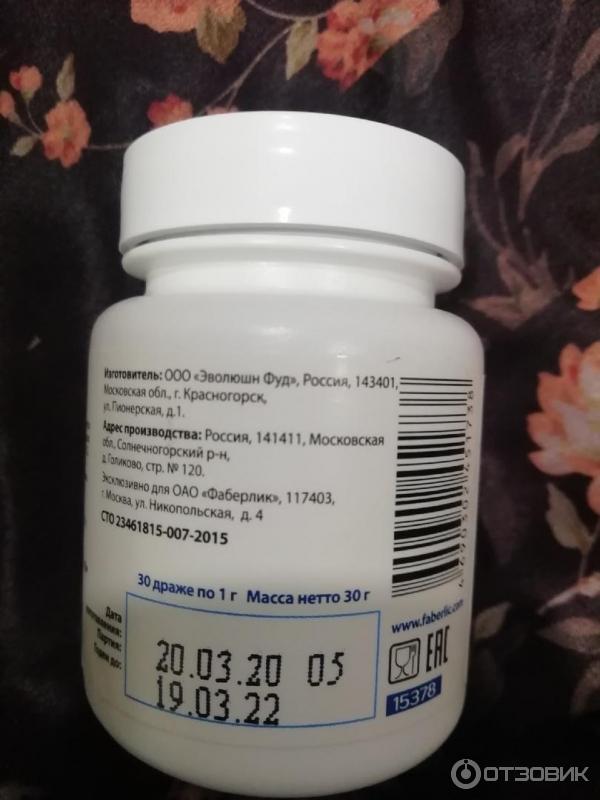 Изготовитель: ООО «Эволюшн Фуд», Россия, 143401,
Московская обл., г. Красногорск,
ул. Пионерская, д.1.
Адрес производства: Россия, 141411, Московская
обл., Солнечногорский р-н,
д. Голиково, стр. № 120.
Эксклюзивно для ОАО «Фаберлик», 117403,
г. Москва, ул. Никопольская, д. 4
СТО 23461815-007-2015
30 драже по 1 г Масса нетто 30 г
Дата
Партия:
Годен до:
20.03.20 05
19.03.22
www.faberlic.com
EAC
15378
ОТЗОВИК